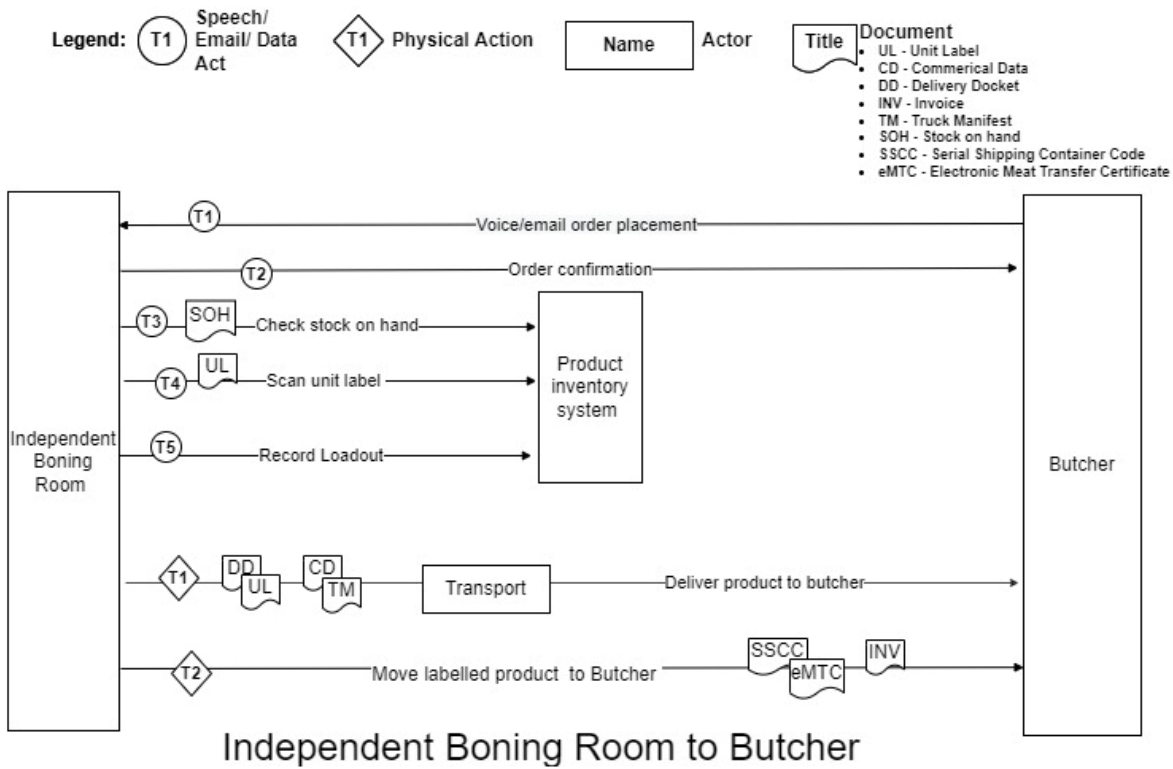 Legend:
T1
Speech/
Email/ Data
Act
T1
Physical Action
Name
Actor
Title
Document
• UL - Unit Label
• CD - Commerical Data
• DD - Delivery Docket
• INV - Invoice
• TM - Truck Manifest
• SOH - Stock on hand
• SSCC - Serial Shipping Container Code
• eMTC - Electronic Meat Transfer Certificate
T1
Voice/email order placement
T2
Order confirmation
T3
SOH
Check stock on hand
T4
UL
Scan unit label
T5
Record Loadout
Product
inventory
system
Independent
Boning
Room
Butcher
T1
DD
UL
CD
TM
Transport
Deliver product to butcher
T2
Move labelled product to Butcher
SSCC
eMTC
INV
Independent Boning Room to Butcher